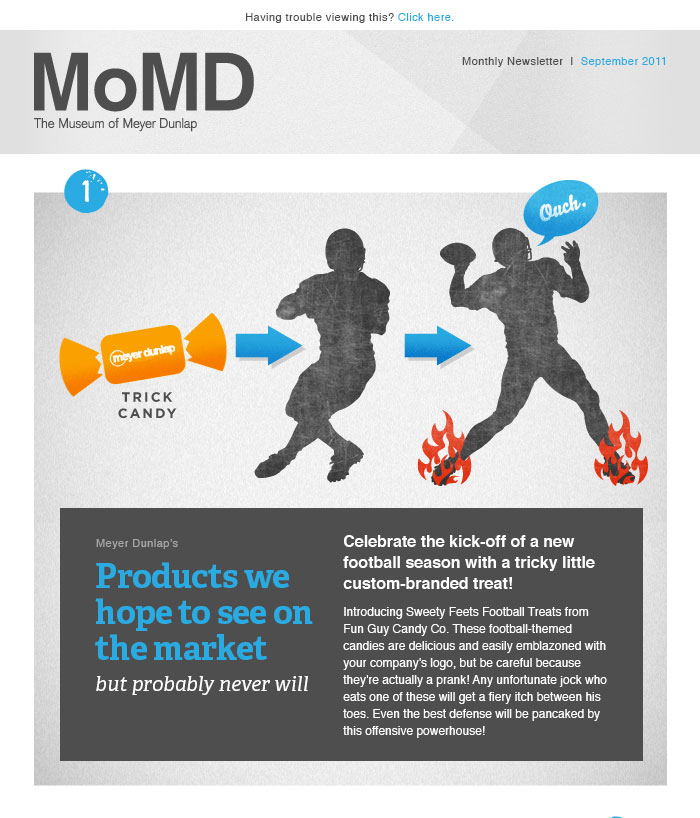 Having trouble viewing this? Click here.
MoMD
The Museum of Meyer Dunlap
Monthly Newsletter | September 2011
1
Ouch.
meyer dunlap
TRICK
CANDY
Meyer Dunlap's
Products we
hope to see on
the market
but probably never will
Celebrate the kick-off of a new
football season with a tricky little
custom-branded treat!
Introducing Sweety Feets Football Treats from
Fun Guy Candy Co. These football-themed
candies are delicious and easily emblazoned with
your company's logo, but be careful because
they're actually a prank! Any unfortunate jock who
eats one of these will get a fiery itch between his
toes. Even the best defense will be pancaked by
this offensive powerhouse!